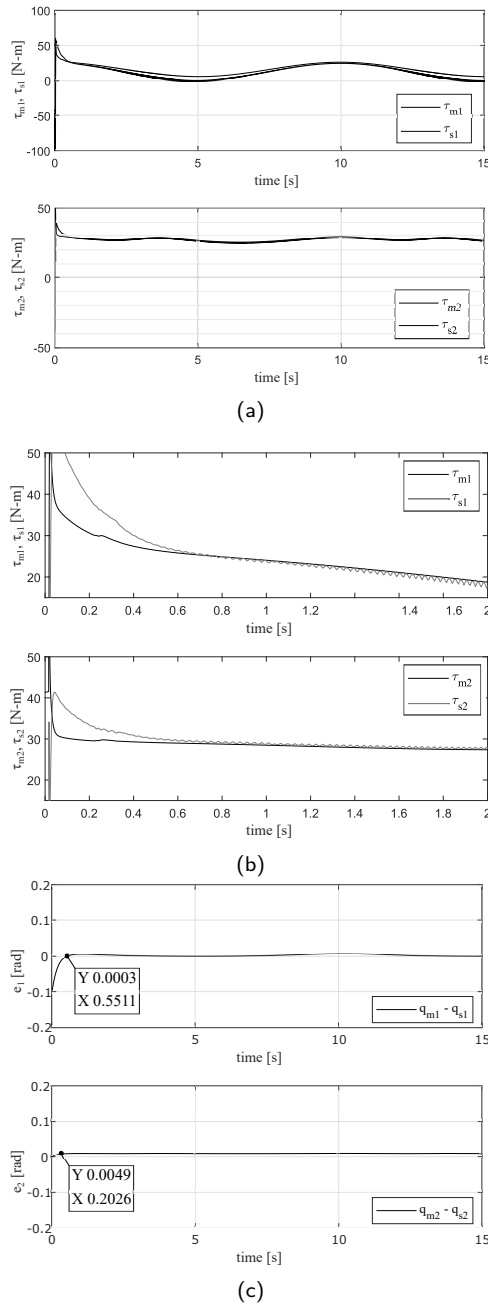 100
50
0
-50
-100
τm1, τs1 [N-m]
τm1
τs1
0 5 10 15
time [s]
50
0
-50
τm2, τs2 [N-m]
τm2
τs2
0 5 10 15
time [s]
(a)
50
40
30
20
τm1, τs1 [N-m]
τm1
τs1
0 0.2 0.4 0.6 0.8 1 1.2 1.4 1.6 2
time [s]
50
40
30
20
τm2, τs2 [N-m]
τm2
τs2
0 0.2 0.4 0.6 0.8 1 1.2 1.4 1.6 1.8 2
time [s]
(b)
0.2
0.1
0
-0.1
-0.2
e1 [rad]
Y 0.0003
X 0.5511
qm1 - qs1
0 5 10 15
time [s]
0.2
0.1
0
-0.1
-0.2
e2 [rad]
Y 0.0049
X 0.2026
qm2 - qs2
0 5 10 15
time [s]
(c)